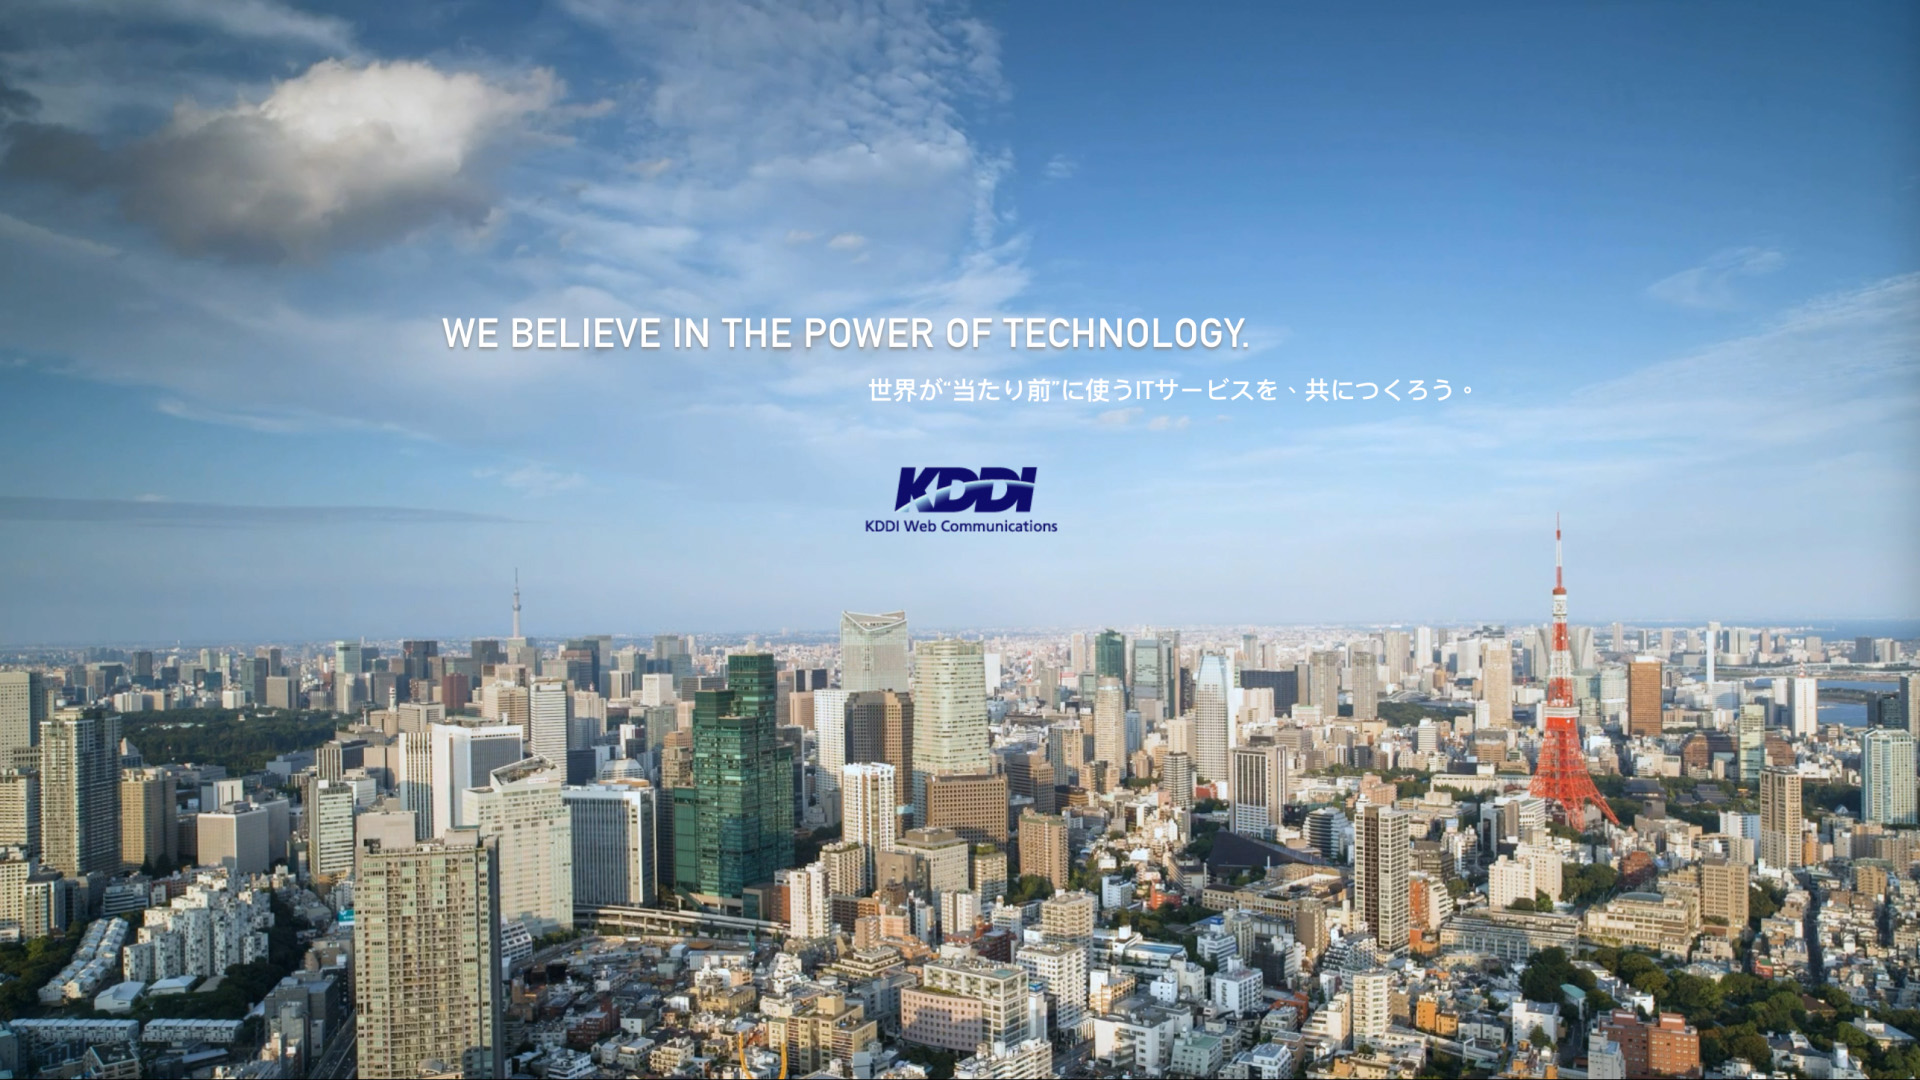 WE BELIEVE IN THE POWER OF TECHNOLOGY.
世界が“当たり前”に使うITサービスを、共につくろう。
KDDI
KDDI Web Communications